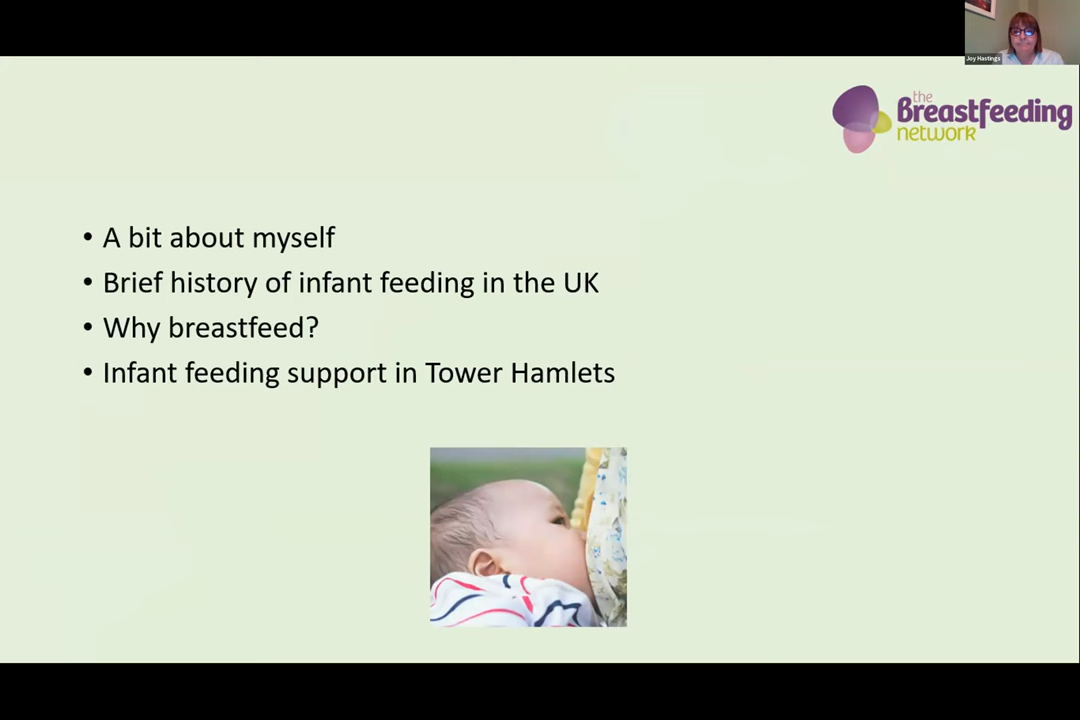 Joy Hastings
the
Breastfeeding
network
• A bit about myself
• Brief history of infant feeding in the UK
• Why breastfeed?
• Infant feeding support in Tower Hamlets